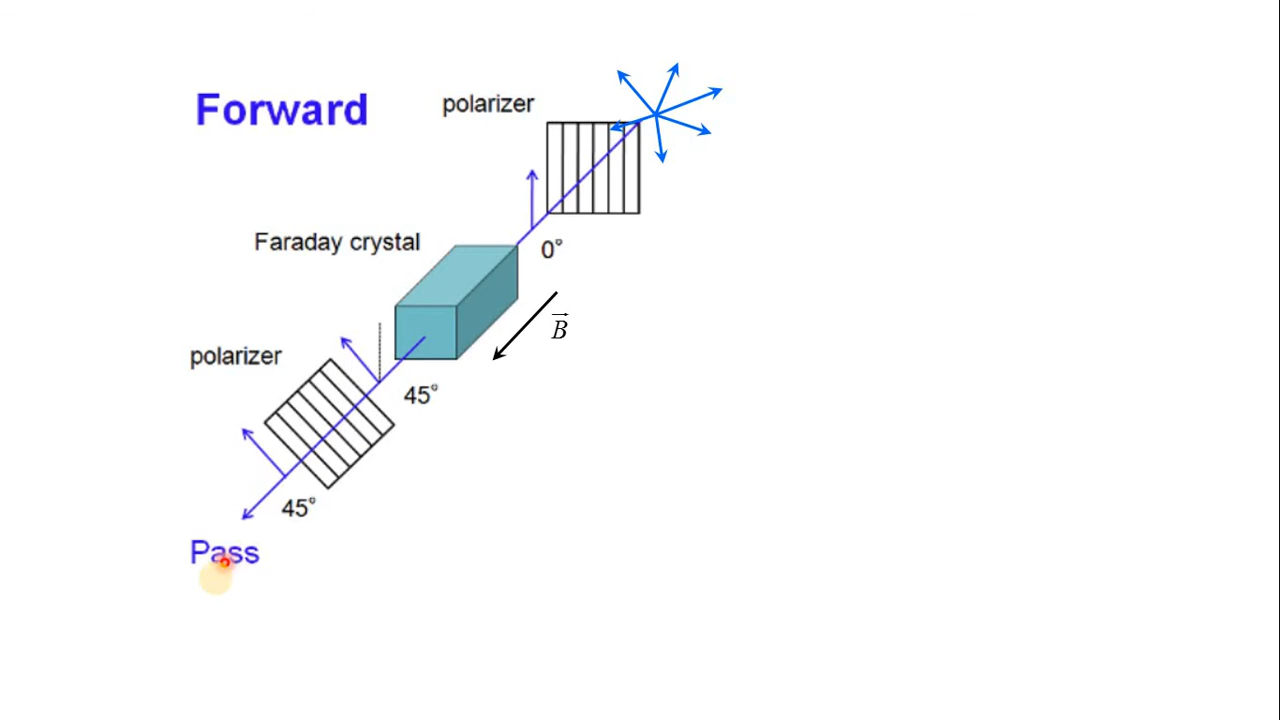 Forward
polarizer
0°
Faraday crystal
B⃗
polarizer
45°
45°
Pass